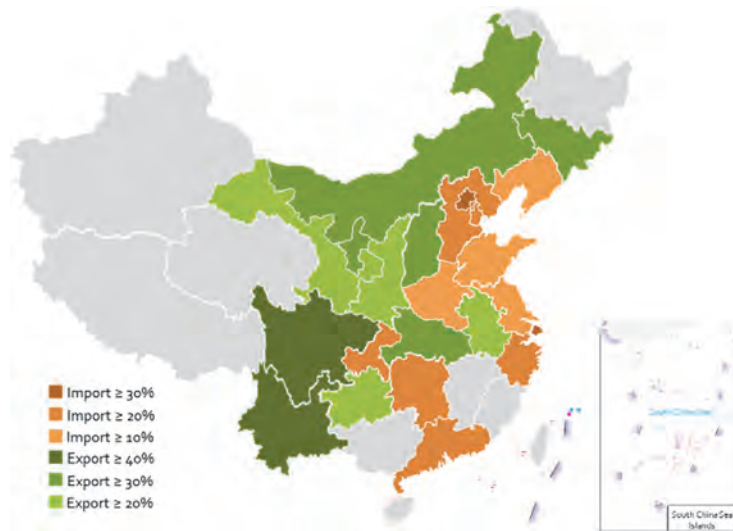 Import ≥ 30%
Import ≥ 20%
Import ≥ 10%
Export ≥ 40%
Export ≥ 30%
Export ≥ 20%
South China Sea
Islands